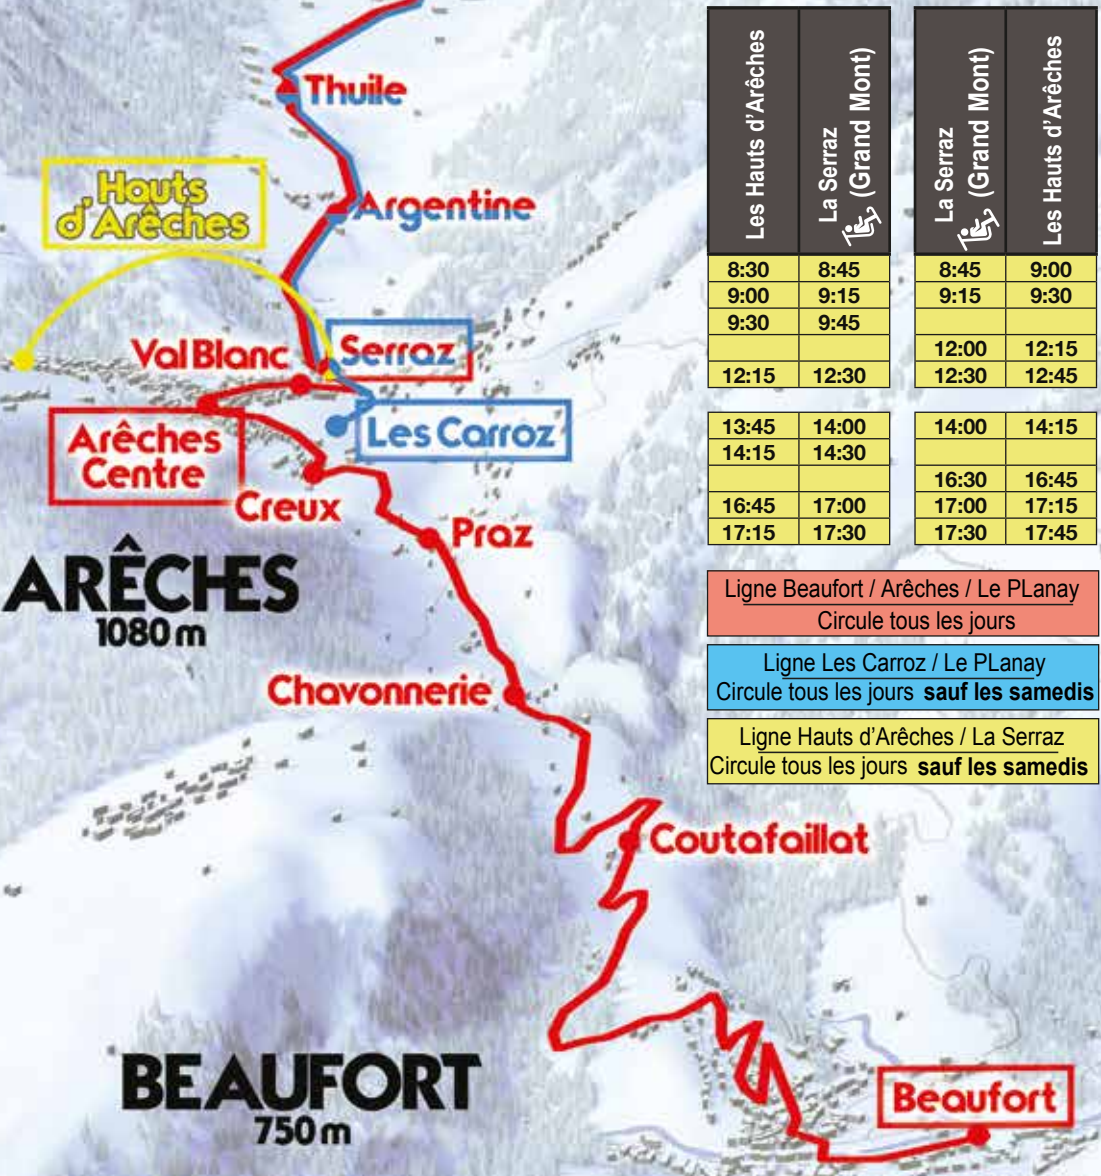 Thuile
Hauts
d'Arêches
Argentine
Val Blanc
Serraz
Arêches
Centre
Les Carroz
Creux
Praz
ARÊCHES
1080 m
Chavonnerie
Coutafaillat
BEAUFORT
750 m
Beaufort
Les Hauts d'Arêches
La Serraz
(Grand Mont)
La Serraz
(Grand Mont)
Les Hauts d'Arêches
8:30 8:45 8:45 9:00
9:00 9:15 9:15 9:30
9:30 9:45
12:00 12:15
12:15 12:30 12:30 12:45
13:45 14:00 14:00 14:15
14:15 14:30
16:30 16:45
16:45 17:00 17:00 17:15
17:15 17:30 17:30 17:45
Ligne Beaufort / Arêches / Le PLanay
Circule tous les jours
Ligne Les Carroz / Le PLanay
Circule tous les jours sauf les samedis
Ligne Hauts d'Arêches / La Serraz
Circule tous les jours sauf les samedis